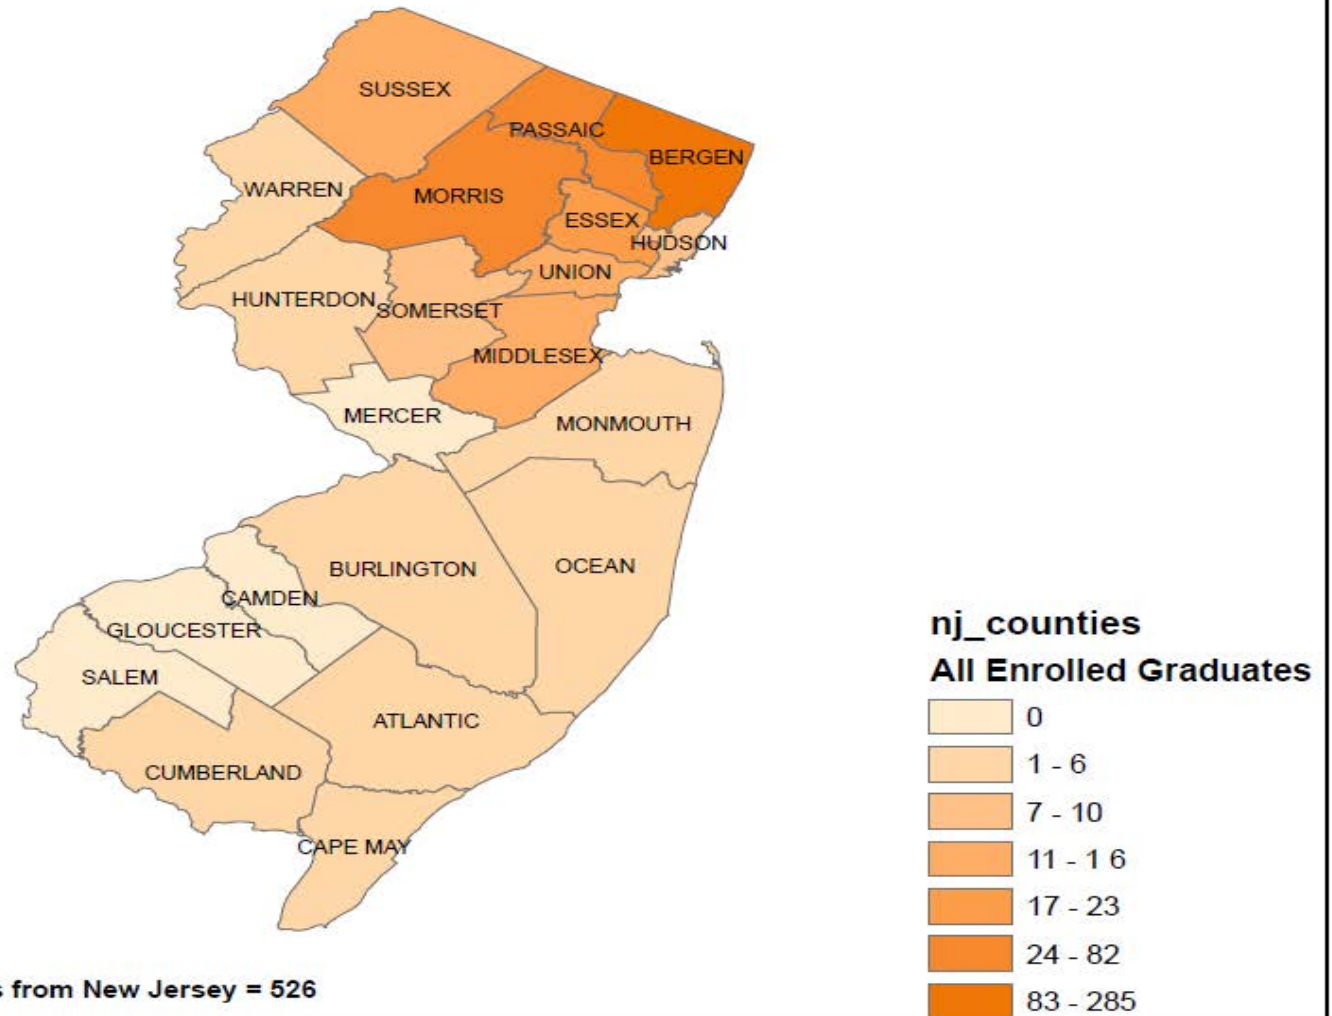 SUSSEX
PASSAIC
BERGEN
WARREN
MORRIS
ESSEX
HUDSON
UNION
HUNTERDON
SOMERSET
MIDDLESEX
MERCER
MONMOUTH
BURLINGTON
OCEAN
CAMDEN
GLOUCESTER
SALEM
ATLANTIC
CUMBERLAND
CAPE MAY
nj_counties
All Enrolled Graduates
0
1 - 6
7 - 10
11 - 1 6
17 - 23
24 - 82
83 - 285
s from New Jersey = 526